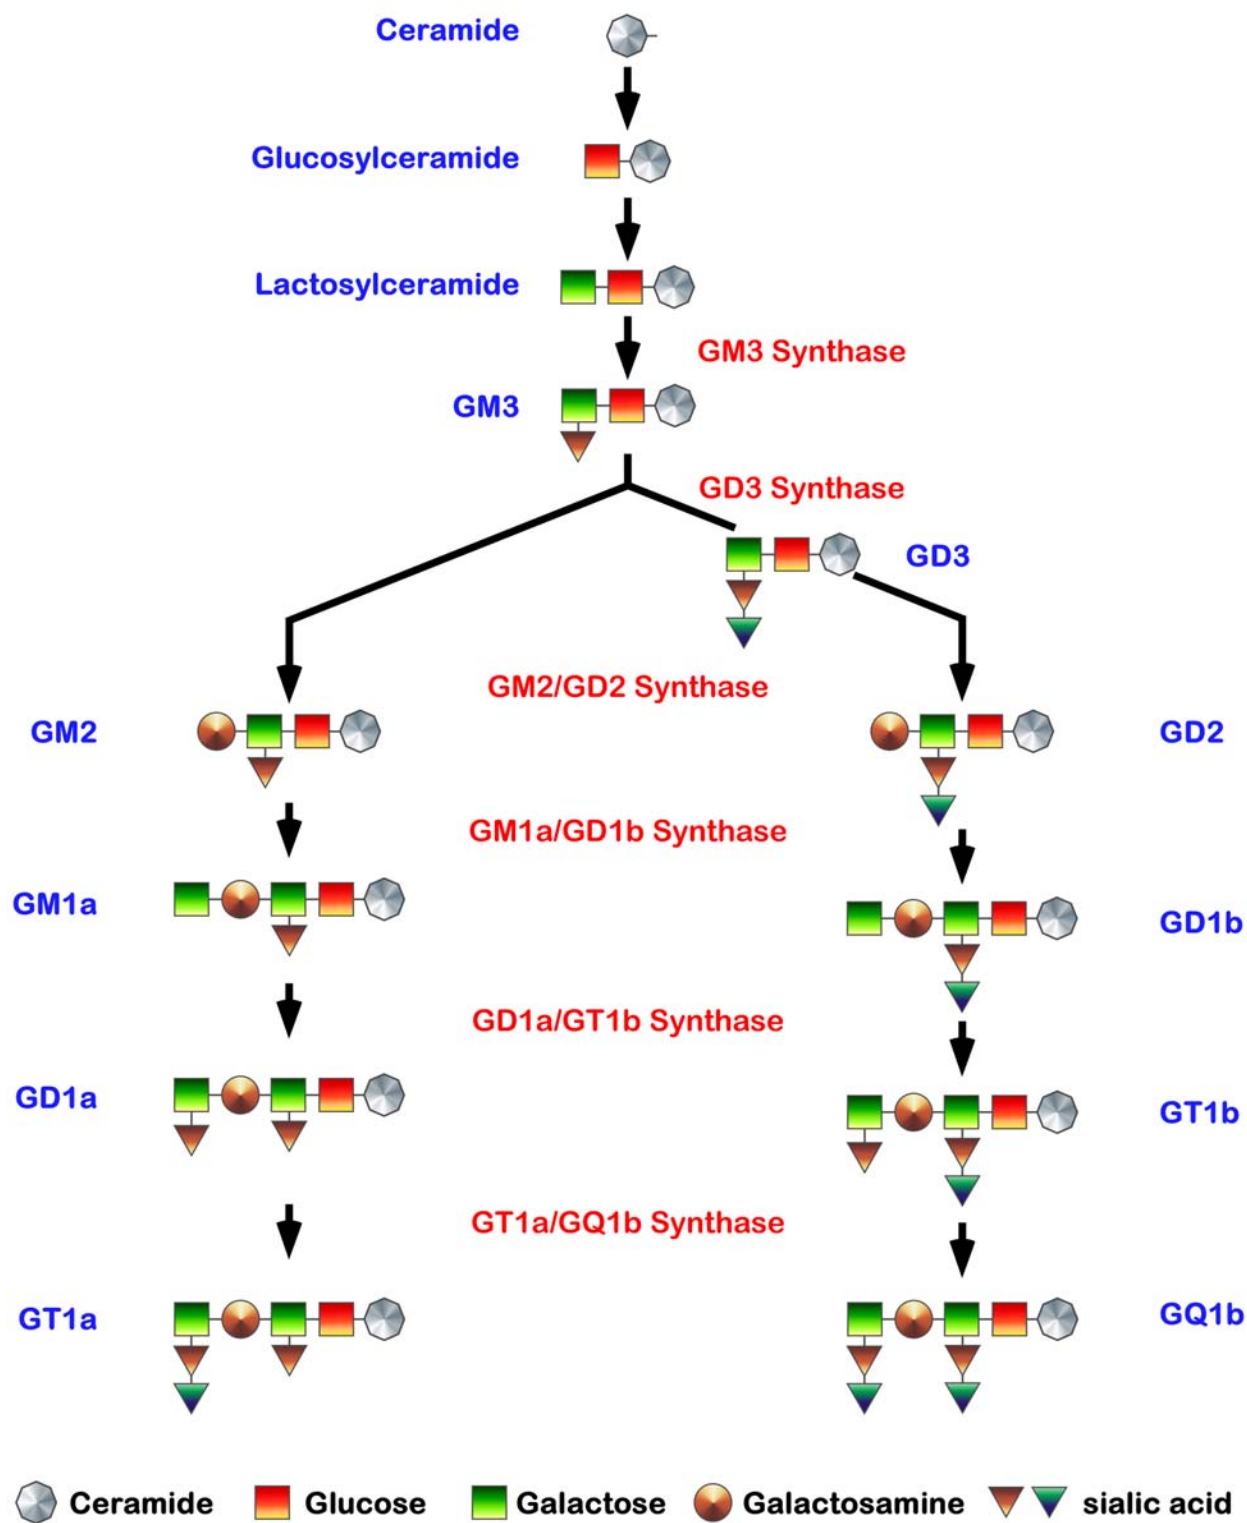 Ceramide
Glucosylceramide
Lactosylceramide
GM3 Synthase
GM3
GD3 Synthase
GD3
GM2/GD2 Synthase
GM2
GD2
GM1a/GD1b Synthase
GM1a
GD1b
GD1a/GT1b Synthase
GD1a
GT1b
GT1a/GQ1b Synthase
GT1a
GQ1b
Ceramide Glucose Galactose Galactosamine sialic acid